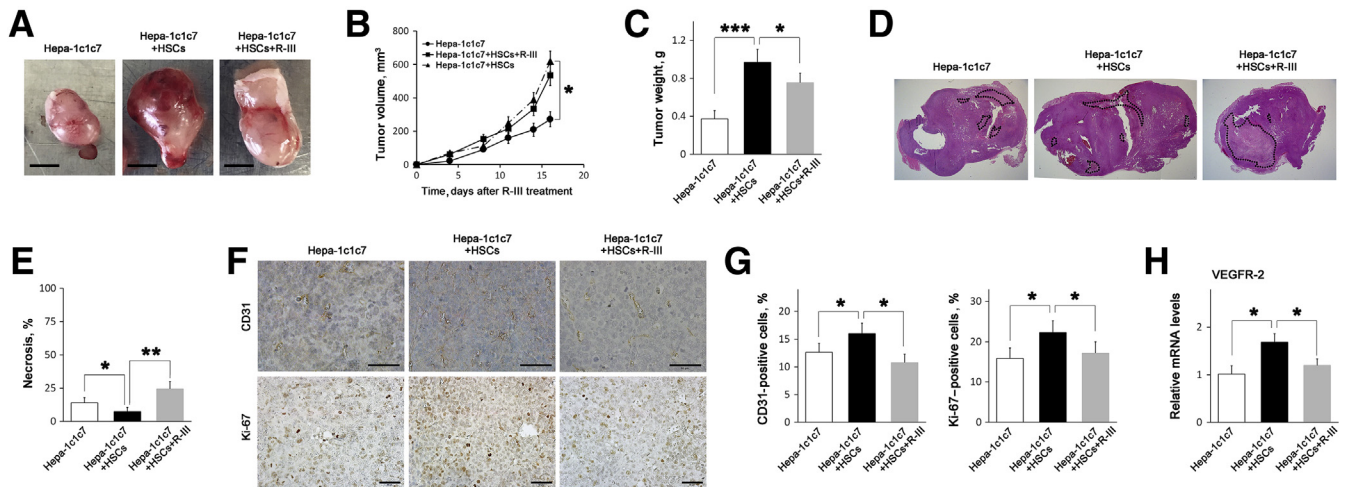 A
Hepa-1c1c7
Hepa-1c1c7
+HSCs
Hepa-1c1c7
+HSCs+R-III
B
Tumor volume, mm³
800
600
400
200
0
Hepa-1c1c7
Hepa-1c1c7+HSCs+R-III
Hepa-1c1c7+HSCs
*
0 5 10 15 20
Time, days after R-III treatment
C
Tumor weight, g
1.2
0.8
0.4
0
***
*
Hepa-1c1c7
Hepa-1c1c7
+HSCs
Hepa-1c1c7
+HSCs+R-III
D
Hepa-1c1c7
Hepa-1c1c7
+HSCs
Hepa-1c1c7
+HSCs+R-III
E
Necrosis, %
100
75
50
25
0
*
**
Hepa-1c1c7
Hepa-1c1c7
+HSCs
Hepa-1c1c7
+HSCs+R-III
F
Hepa-1c1c7
Hepa-1c1c7
+HSCs
Hepa-1c1c7
+HSCs+R-III
CD31
Ki-67
G
CD31-positive cells, %
20
15
10
5
0
*
*
Hepa-1c1c7
Hepa-1c1c7
+HSCs
Hepa-1c1c7
+HSCs+R-III
Ki-67–positive cells, %
30
20
10
0
*
*
Hepa-1c1c7
Hepa-1c1c7
+HSCs
Hepa-1c1c7
+HSCs+R-III
H
VEGFR-2
Relative mRNA levels
2
1
0
*
*
Hepa-1c1c7
Hepa-1c1c7
+HSCs
Hepa-1c1c7
+HSCs+R-III